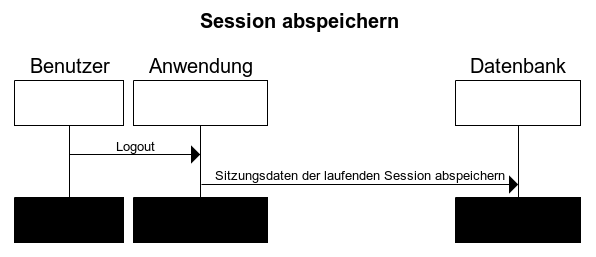 Session abspeichern
Benutzer Anwendung Datenbank
Logout
Sitzungsdaten der laufenden Session abspeichern